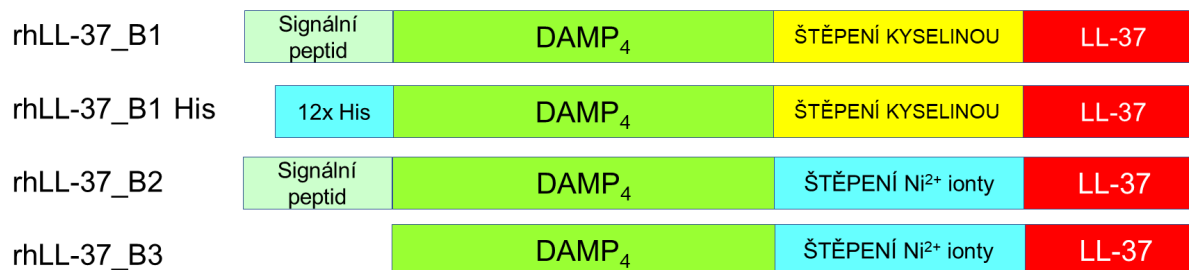 rhLL-37_B1
Signální
peptid
DAMP₄
ŠTĚPENÍ KYSELINOU
LL-37
rhLL-37_B1 His
12x His
DAMP₄
ŠTĚPENÍ KYSELINOU
LL-37
rhLL-37_B2
Signální
peptid
DAMP₄
ŠTĚPENÍ Ni²⁺ ionty
LL-37
rhLL-37_B3
DAMP₄
ŠTĚPENÍ Ni²⁺ ionty
LL-37